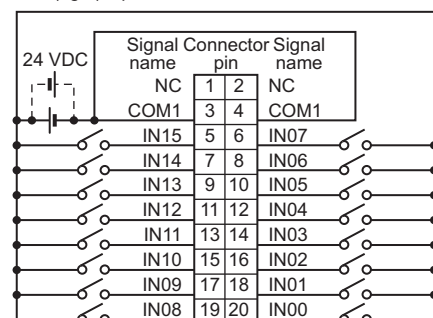 24 VDC
Signal Connector Signal
name pin name
NC 1 2 NC
COM1 3 4 COM1
IN15 5 6 IN07
IN14 7 8 IN06
IN13 9 10 IN05
IN12 11 12 IN04
IN11 13 14 IN03
IN10 15 16 IN02
IN09 17 18 IN01
IN08 19 20 IN00